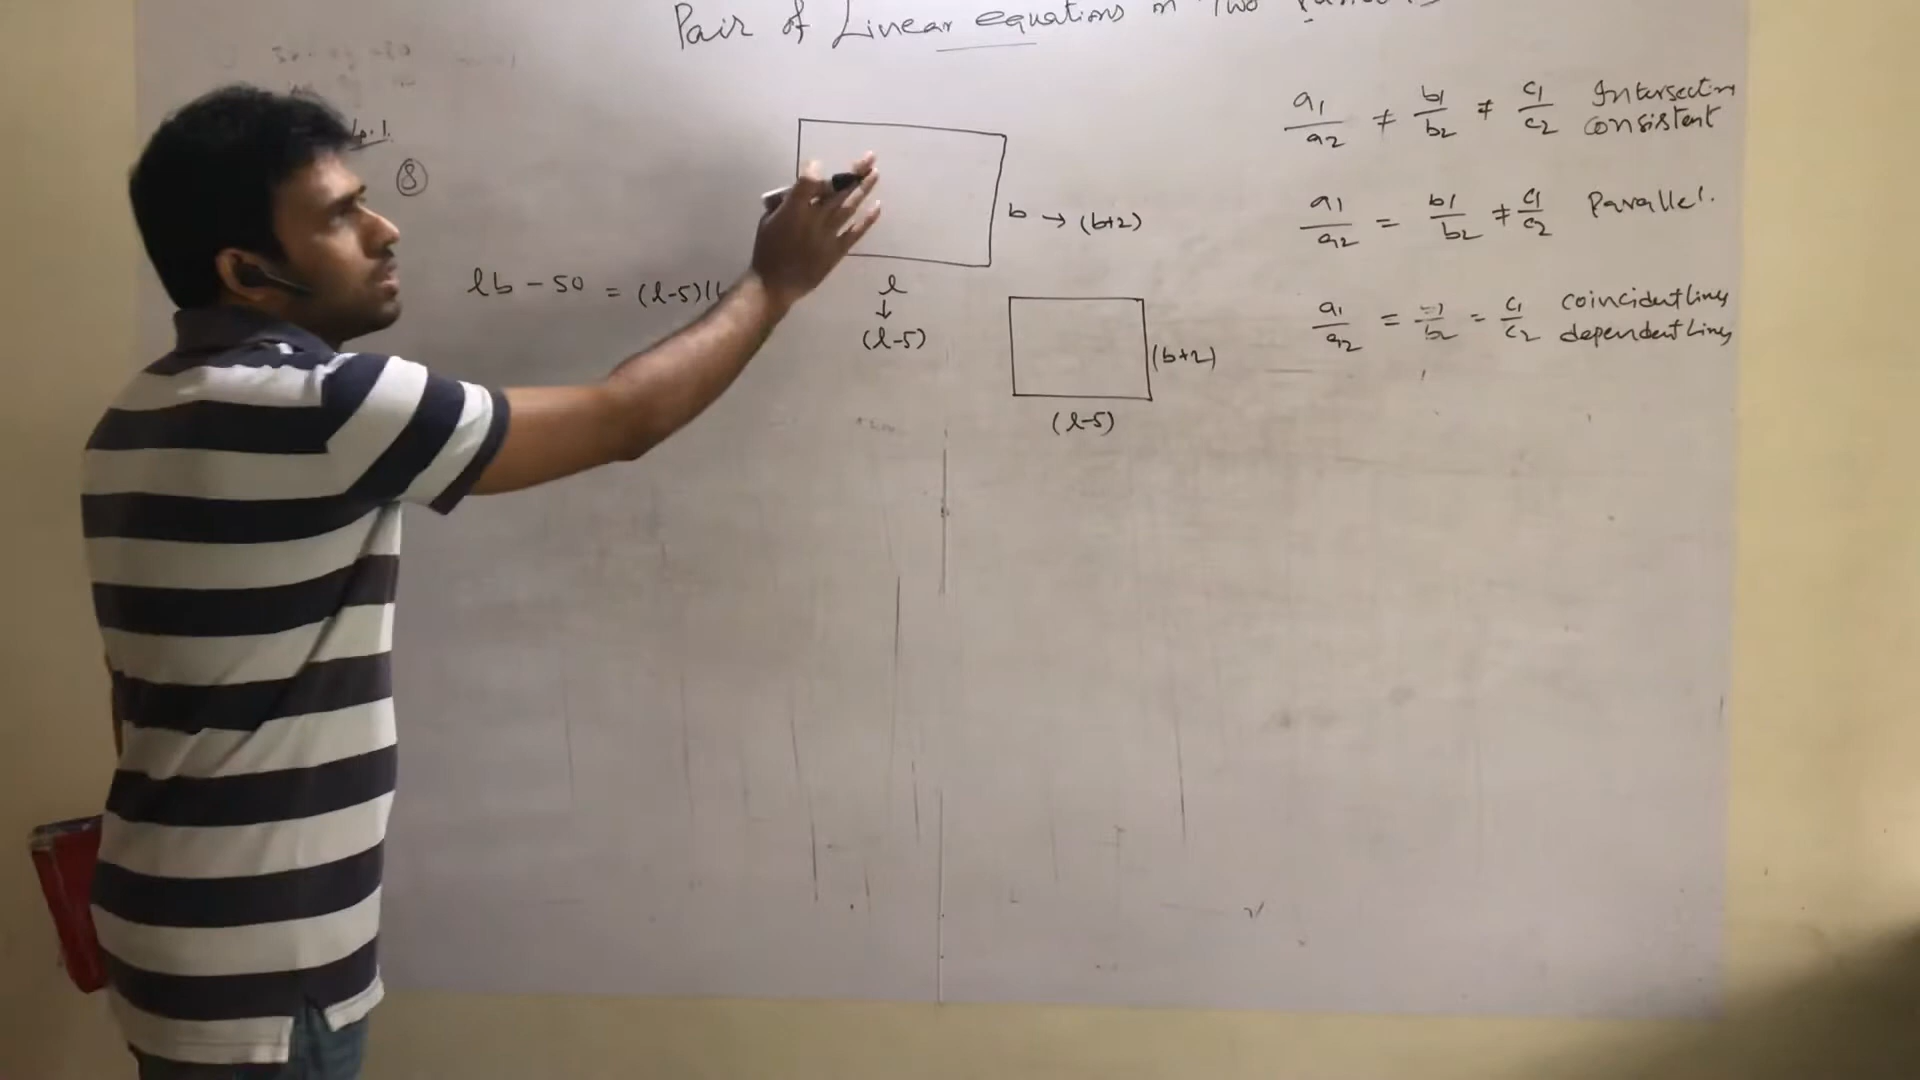 Pair of Linear equations in Two
⑧
lb - 50 = (l-5)(b
b → (b+2)
l
↓
(l-5)
(b+2)
(l-5)
a1/a2 ≠ b1/b2 ≠ c1/c2 Intersecting
consistent
a1/a2 = b1/b2 ≠ c1/c2 Parallel.
a1/a2 = /b2 = c1/c2 coincident lines
dependent lines